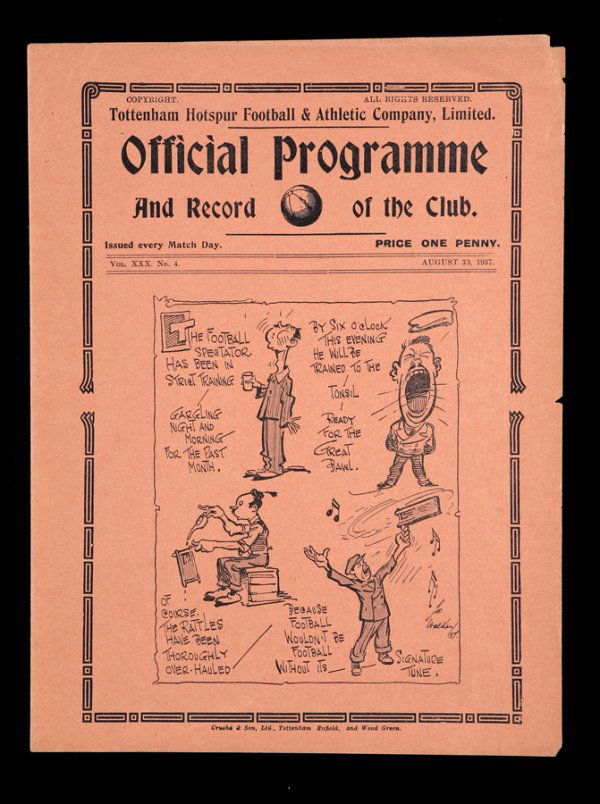 COPYRIGHT. ALL RIGHTS RESERVED.
Tottenham Hotspur Football & Athletic Company, Limited.
Official Programme
And Record of the Club.
Issued every Match Day. PRICE ONE PENNY.
VOL. XXX. No. 4. AUGUST 30, 1937.
THE FOOTBALL
SPECTATOR
HAS BEEN IN
STRICT TRAINING
GARGLING
NIGHT AND
MORNING
FOR THE PAST
MONTH.
BY SIX O'CLOCK
THIS EVENING
HE WILL BE
TRAINED TO THE
TONSIL
READY
FOR THE
GREAT
BAWL.
OF
COURSE
THE RATTLES
HAVE BEEN
THOROUGHLY
OVER-HAULED
BECAUSE
FOOTBALL
WOULDN'T BE
FOOTBALL
WITHOUT ITS
SIGNATURE
TUNE.
Crusha & Son, Ltd., Tottenham Enfield, and Wood Green.